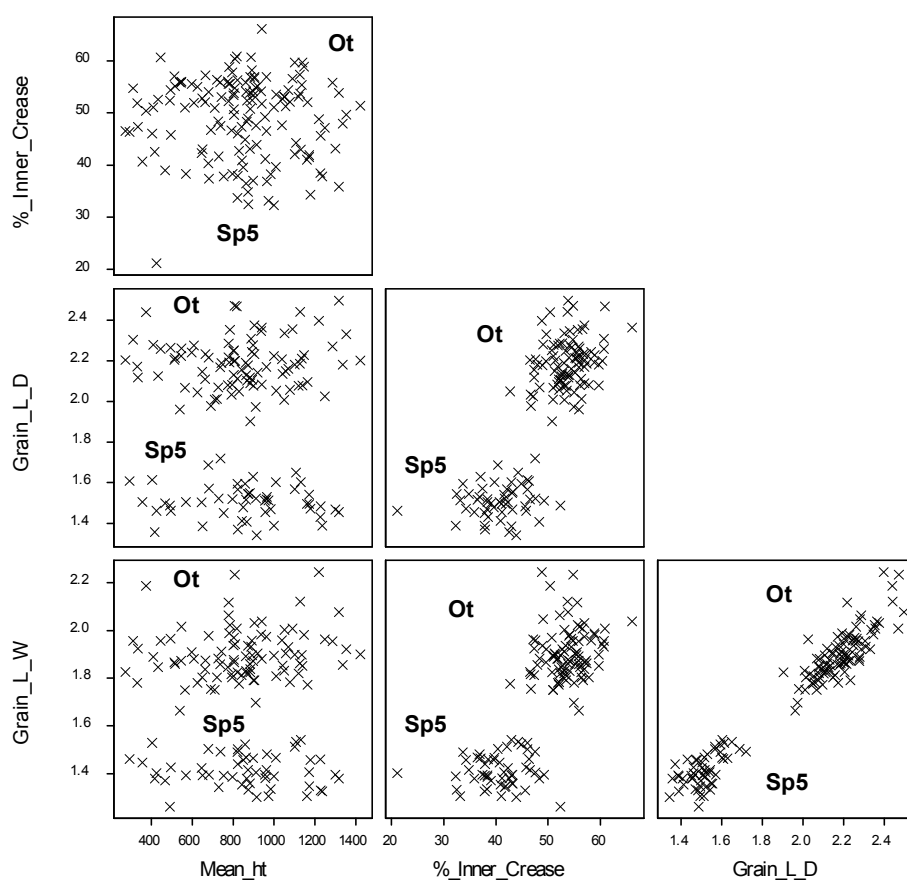 %_Inner_Crease
60
50
40
30
20
Ot
Sp5
Grain_L_D
2.4
2.2
2.0
1.8
1.6
1.4
Ot
Sp5
Ot
Sp5
Grain_L_W
2.2
2.0
1.8
1.6
1.4
Ot
Sp5
Ot
Sp5
Ot
Sp5
400 600 800 1000 1200 1400
20 30 40 50 60
1.4 1.6 1.8 2.0 2.2 2.4
Mean_ht
%_Inner_Crease
Grain_L_D